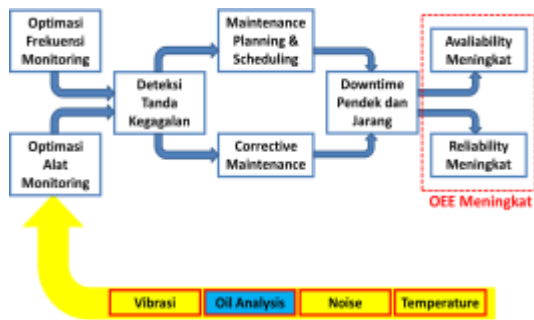 Optimasi
Frekuensi
Monitoring
Optimasi
Alat
Monitoring
Deteksi
Tanda
Kegagalan
Maintenance
Planning &
Scheduling
Corrective
Maintenance
Downtime
Pendek dan
Jarang
Availability
Meningkat
Reliability
Meningkat
OEE Meningkat
Vibrasi
Oil Analysis
Noise
Temperature